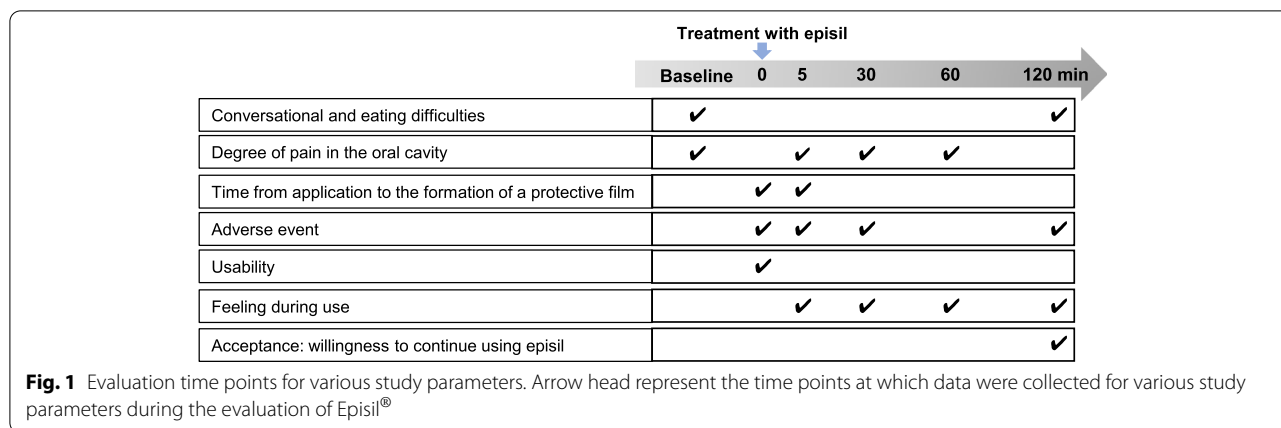 Treatment with episil
Baseline 0 5 30 60 120 min
Conversational and eating difficulties ✔ ✔
Degree of pain in the oral cavity ✔ ✔ ✔ ✔
Time from application to the formation of a protective film ✔ ✔
Adverse event ✔ ✔ ✔ ✔
Usability ✔
Feeling during use ✔ ✔ ✔ ✔
Acceptance: willingness to continue using episil ✔
Fig. 1 Evaluation time points for various study parameters. Arrow head represent the time points at which data were collected for various study
parameters during the evaluation of Episil®